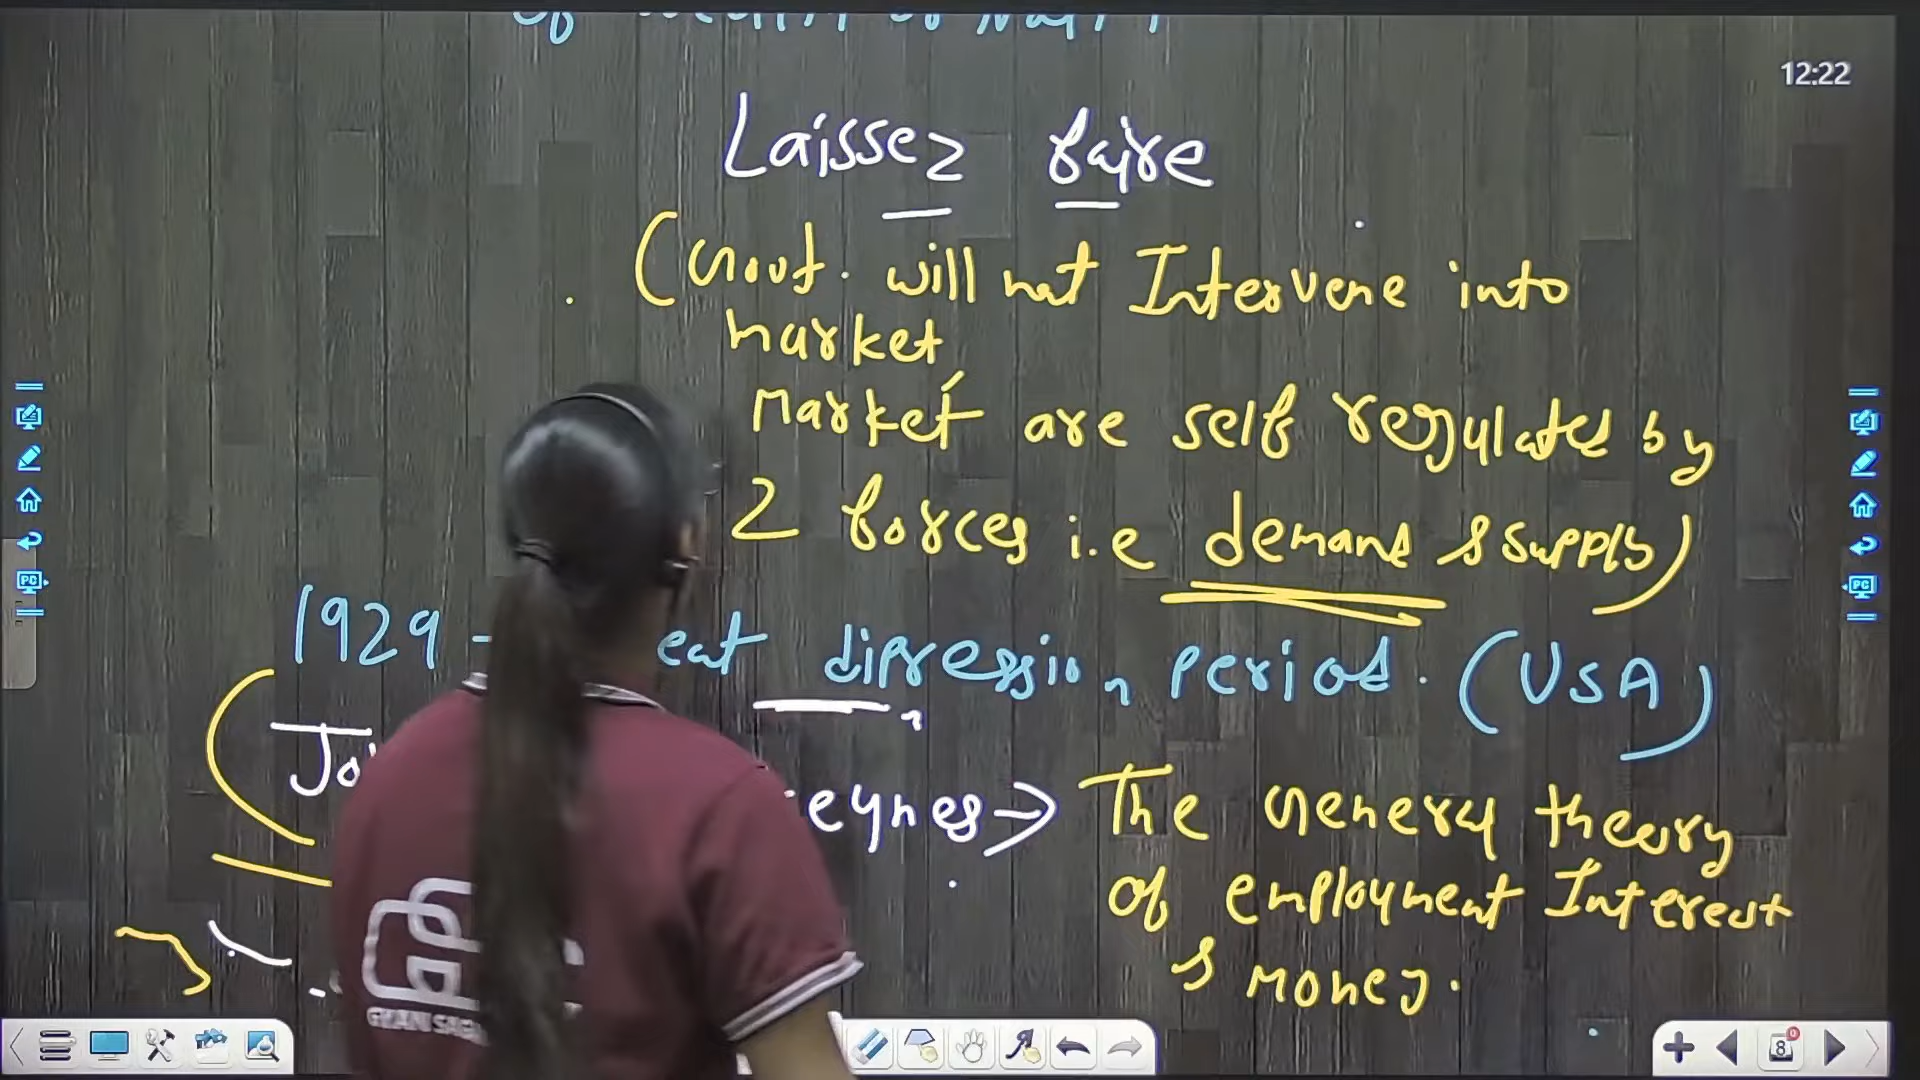 12:22
Laissez faire
(Govt. will not Intervene into
market,
Market are self regulated by
2 forces i.e demand & supply)
1929 - eat dipression period. (USA)
Jo eynes → The General theory
of employment Interest
& Money.